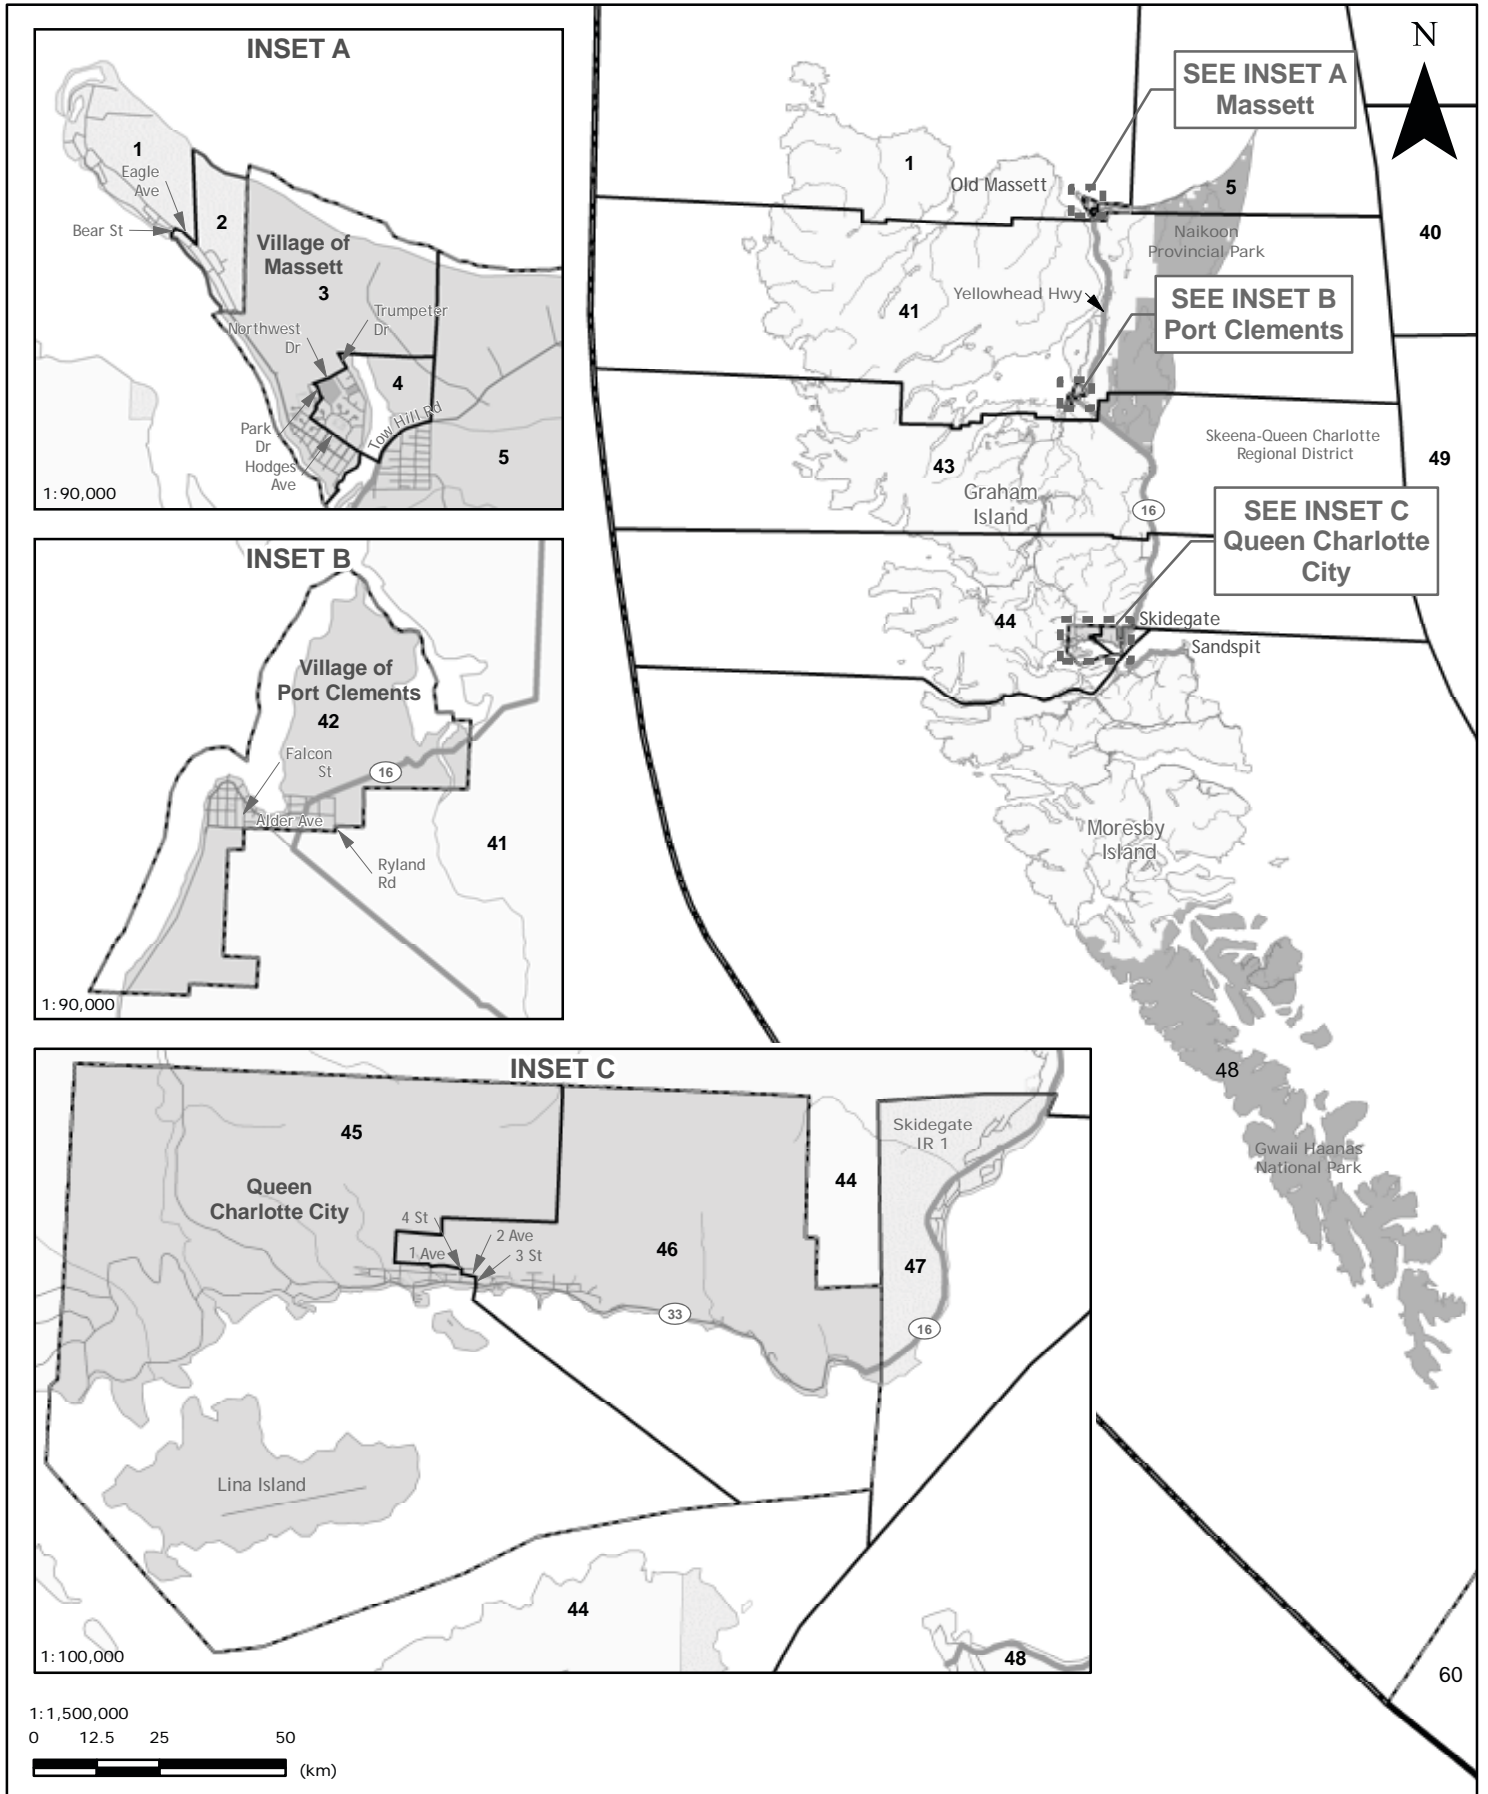 INSET A
1
Eagle
Ave
Bear St
2
Village of
Massett
3
Trumpeter
Dr
Northwest
Dr
4
Park
Dr
Hodges
Ave
Tow Hill Rd
5
1:90,000
INSET B
Village of
Port Clements
42
Falcon
St
16
Alder Ave
41
Ryland
Rd
1:90,000
N
SEE INSET A
Massett
1
Old Massett
5
40
Naikoon
Provincial Park
Yellowhead Hwy
41
SEE INSET B
Port Clements
Skeena-Queen Charlotte
Regional District
49
43
Graham
Island
16
SEE INSET C
Queen Charlotte
City
44
Skidegate
Sandspit
Moresby
Island
48
Gwaii Haanas
National Park
60
INSET C
45
Skidegate
IR 1
44
Queen
Charlotte City
4 St
2 Ave
1 Ave
3 St
46
47
33
16
Lina Island
44
48
1:100,000
1:1,500,000
0 12.5 25 50
(km)